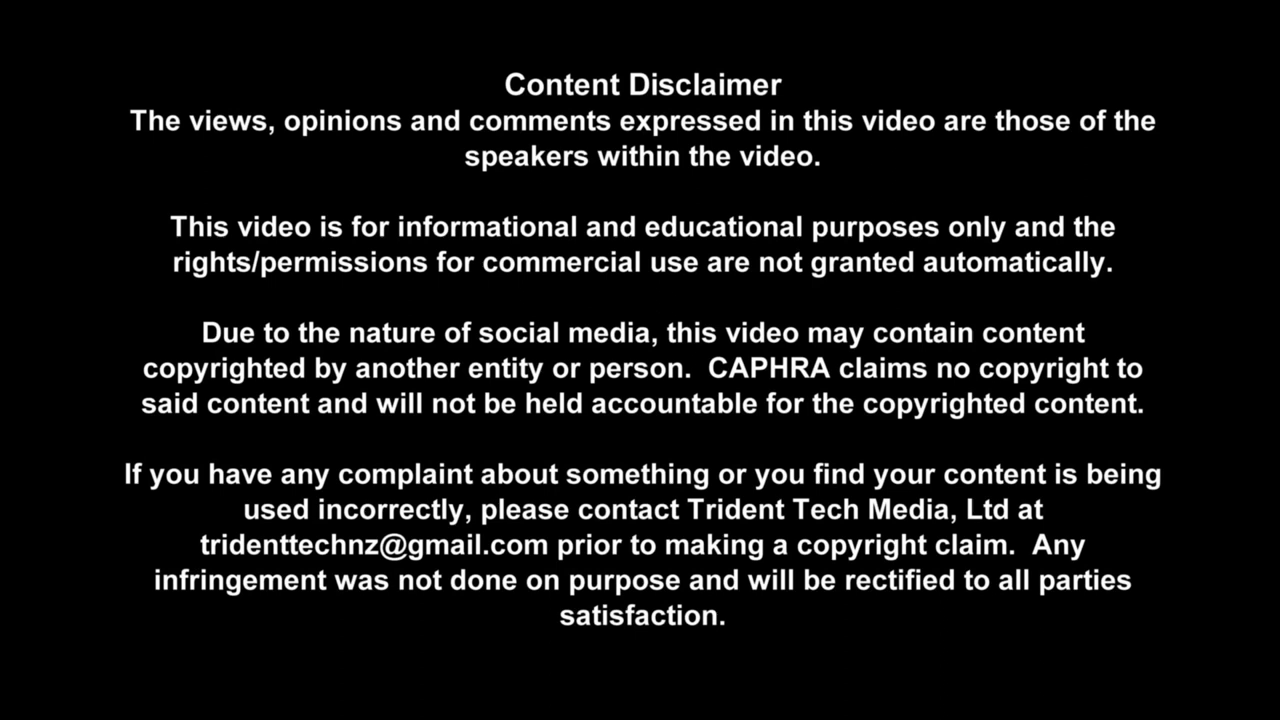 Content Disclaimer
The views, opinions and comments expressed in this video are those of the
speakers within the video.
This video is for informational and educational purposes only and the
rights/permissions for commercial use are not granted automatically.
Due to the nature of social media, this video may contain content
copyrighted by another entity or person.  CAPHRA claims no copyright to
said content and will not be held accountable for the copyrighted content.
If you have any complaint about something or you find your content is being
used incorrectly, please contact Trident Tech Media, Ltd at
tridenttechnz@gmail.com prior to making a copyright claim.  Any
infringement was not done on purpose and will be rectified to all parties
satisfaction.